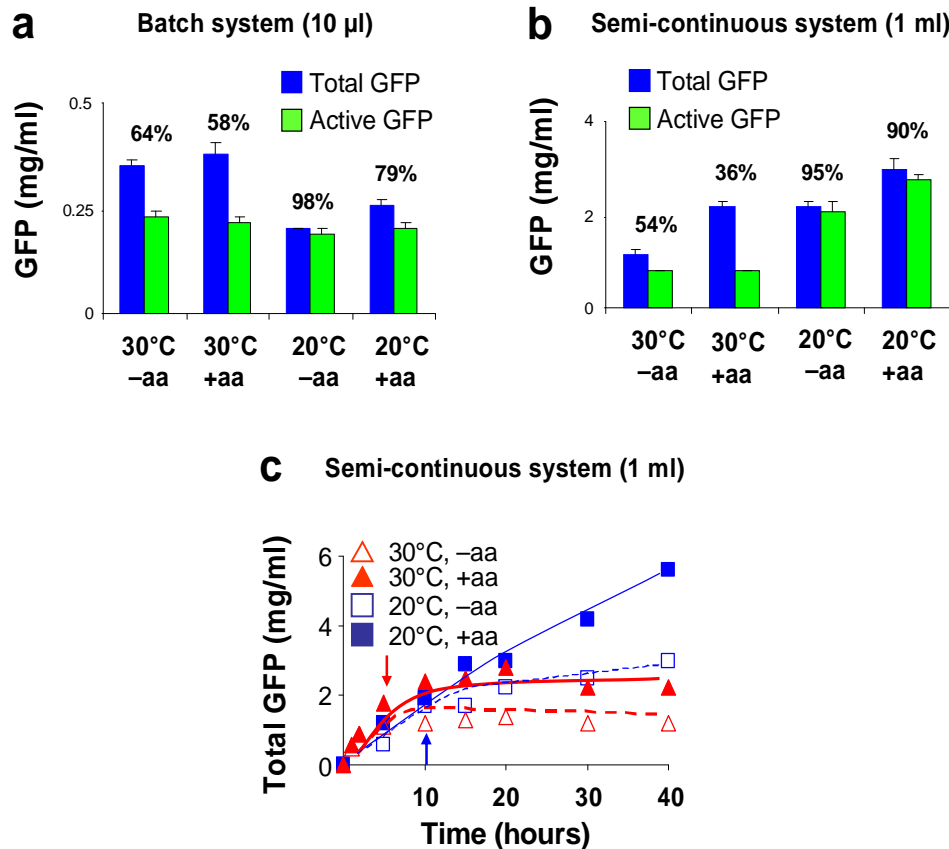 a Batch system (10 µl)
Total GFP
Active GFP
GFP (mg/ml)
0.5
0.25
0
64%
58%
98%
79%
30°C 30°C 20°C 20°C
–aa +aa –aa +aa
b Semi-continuous system (1 ml)
Total GFP
Active GFP
GFP (mg/ml)
4
2
0
54%
36%
95%
90%
30°C 30°C 20°C 20°C
–aa +aa –aa +aa
c Semi-continuous system (1 ml)
30°C, –aa
30°C, +aa
20°C, –aa
20°C, +aa
Total GFP (mg/ml)
6
4
2
0
10 20 30 40
Time (hours)